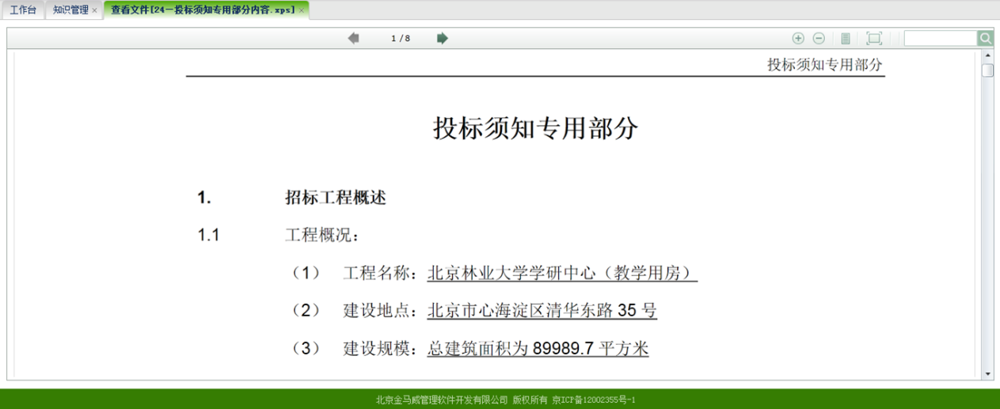 工作台 知识管理 × 查看文件[24－投标须知专用部分内容.xps] ×
1 / 8
投标须知专用部分
投标须知专用部分
1. 招标工程概述
1.1 工程概况：
（1） 工程名称：北京林业大学学研中心（教学用房）
（2） 建设地点：北京市心海淀区清华东路 35 号
（3） 建设规模：总建筑面积为 89989.7 平方米
北京金马威管理软件开发有限公司 版权所有 京ICP备12002355号-1